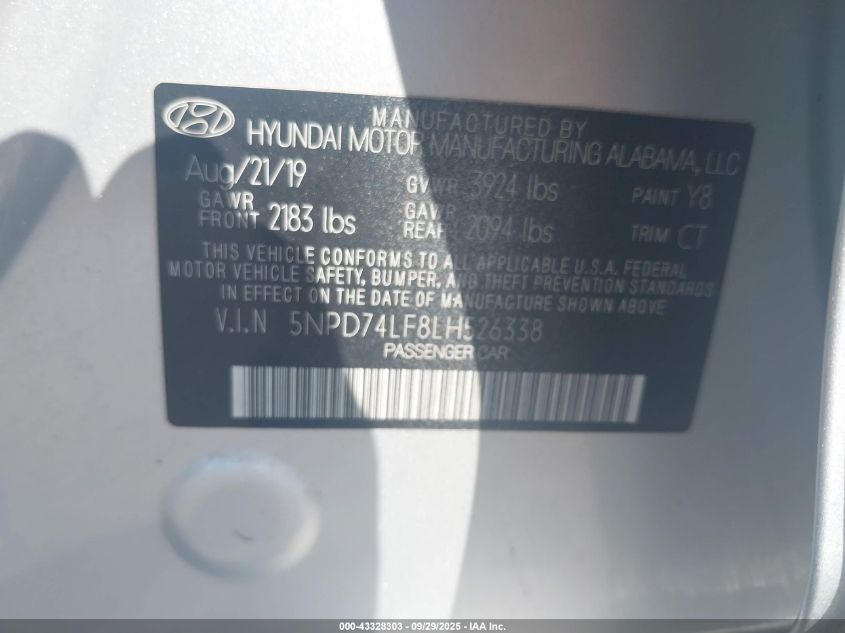 MANUFACTURED BY
HYUNDAI MOTOR MANUFACTURING ALABAMA, LLC
Aug/21/19 GVWR 3924 lbs PAINT Y8
GAWR FRONT 2183 lbs GAWR REAR 2094 lbs TRIM CT
THIS VEHICLE CONFORMS TO ALL APPLICABLE U.S.A. FEDERAL
MOTOR VEHICLE SAFETY, BUMPER, AND THEFT PREVENTION STANDARDS
IN EFFECT ON THE DATE OF MANUFACTURE SHOWN ABOVE
V.I.N 5NPD74LF8LH526338
PASSENGER CAR
000-43328303 - 09/29/2025 - IAA Inc.